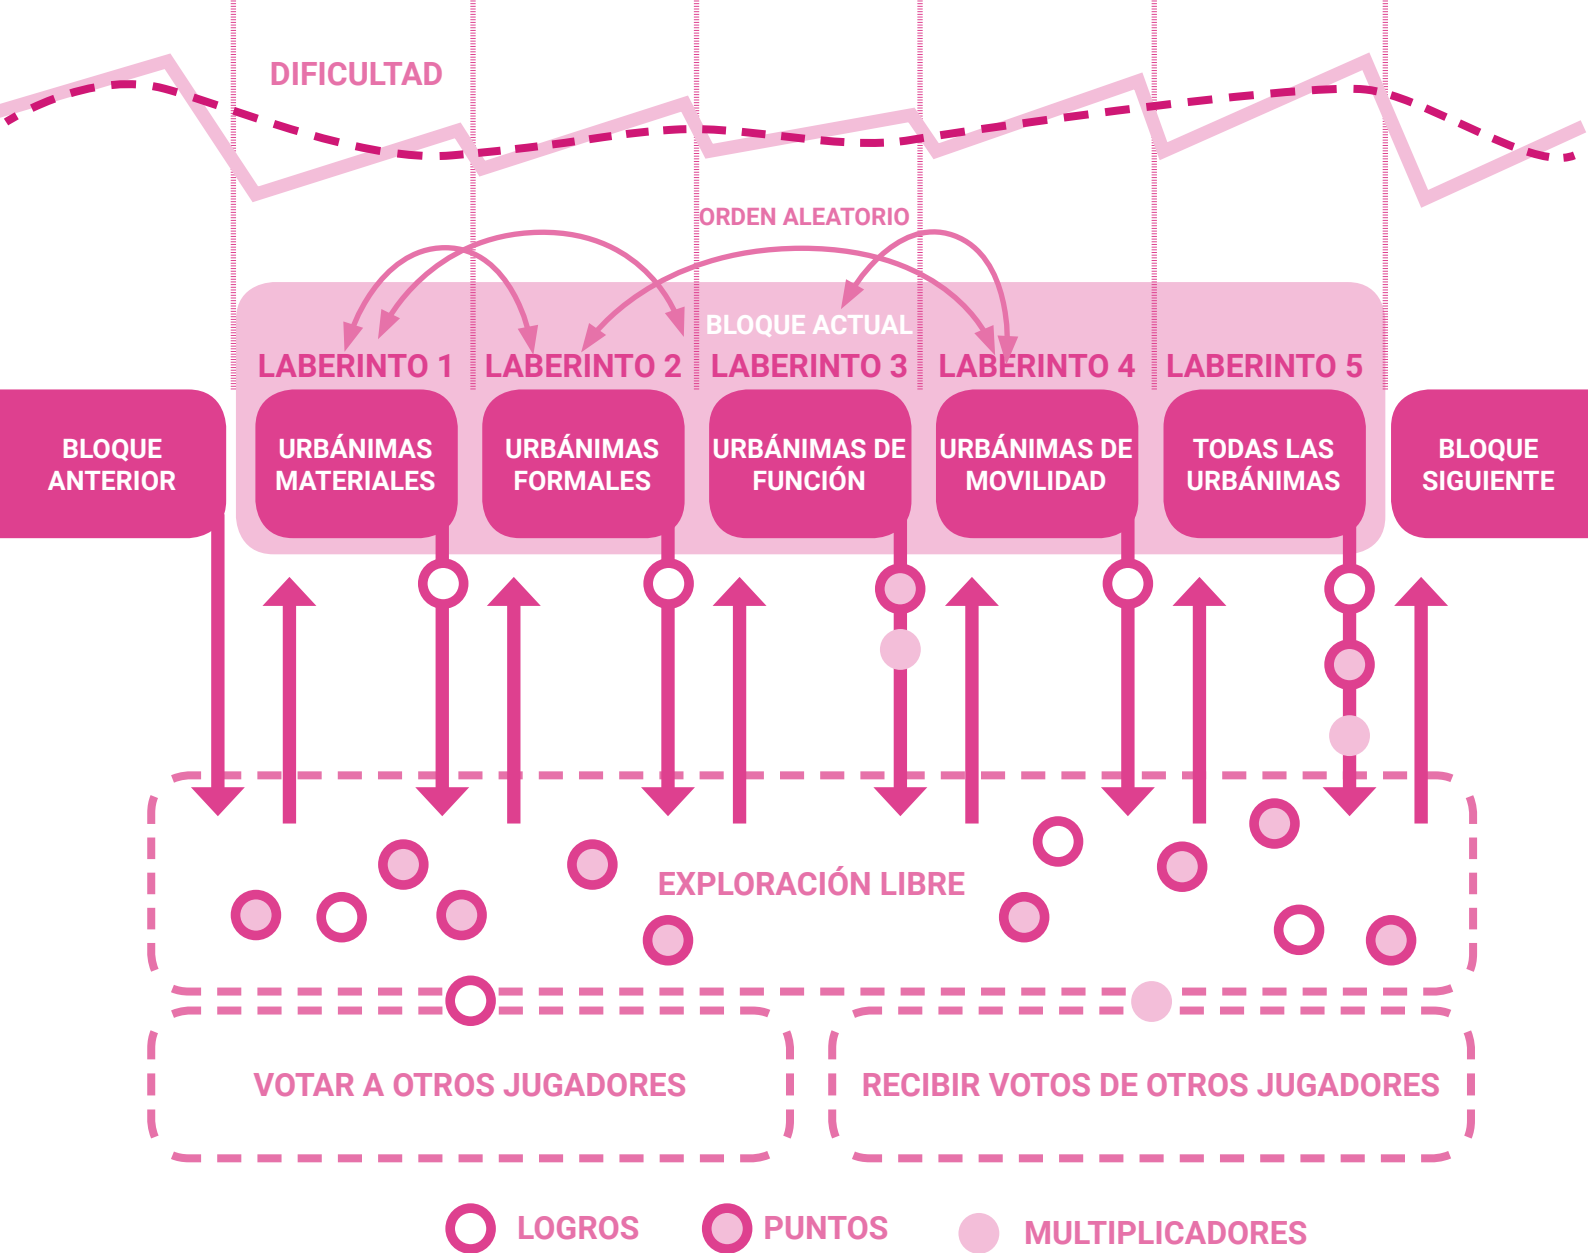 DIFICULTAD
ORDEN ALEATORIO
BLOQUE ACTUAL
LABERINTO 1
LABERINTO 2
LABERINTO 3
LABERINTO 4
LABERINTO 5
BLOQUE
ANTERIOR
URBÁNIMAS
MATERIALES
URBÁNIMAS
FORMALES
URBÁNIMAS DE
FUNCIÓN
URBÁNIMAS DE
MOVILIDAD
TODAS LAS
URBÁNIMAS
BLOQUE
SIGUIENTE
EXPLORACIÓN LIBRE
VOTAR A OTROS JUGADORES
RECIBIR VOTOS DE OTROS JUGADORES
LOGROS
PUNTOS
MULTIPLICADORES